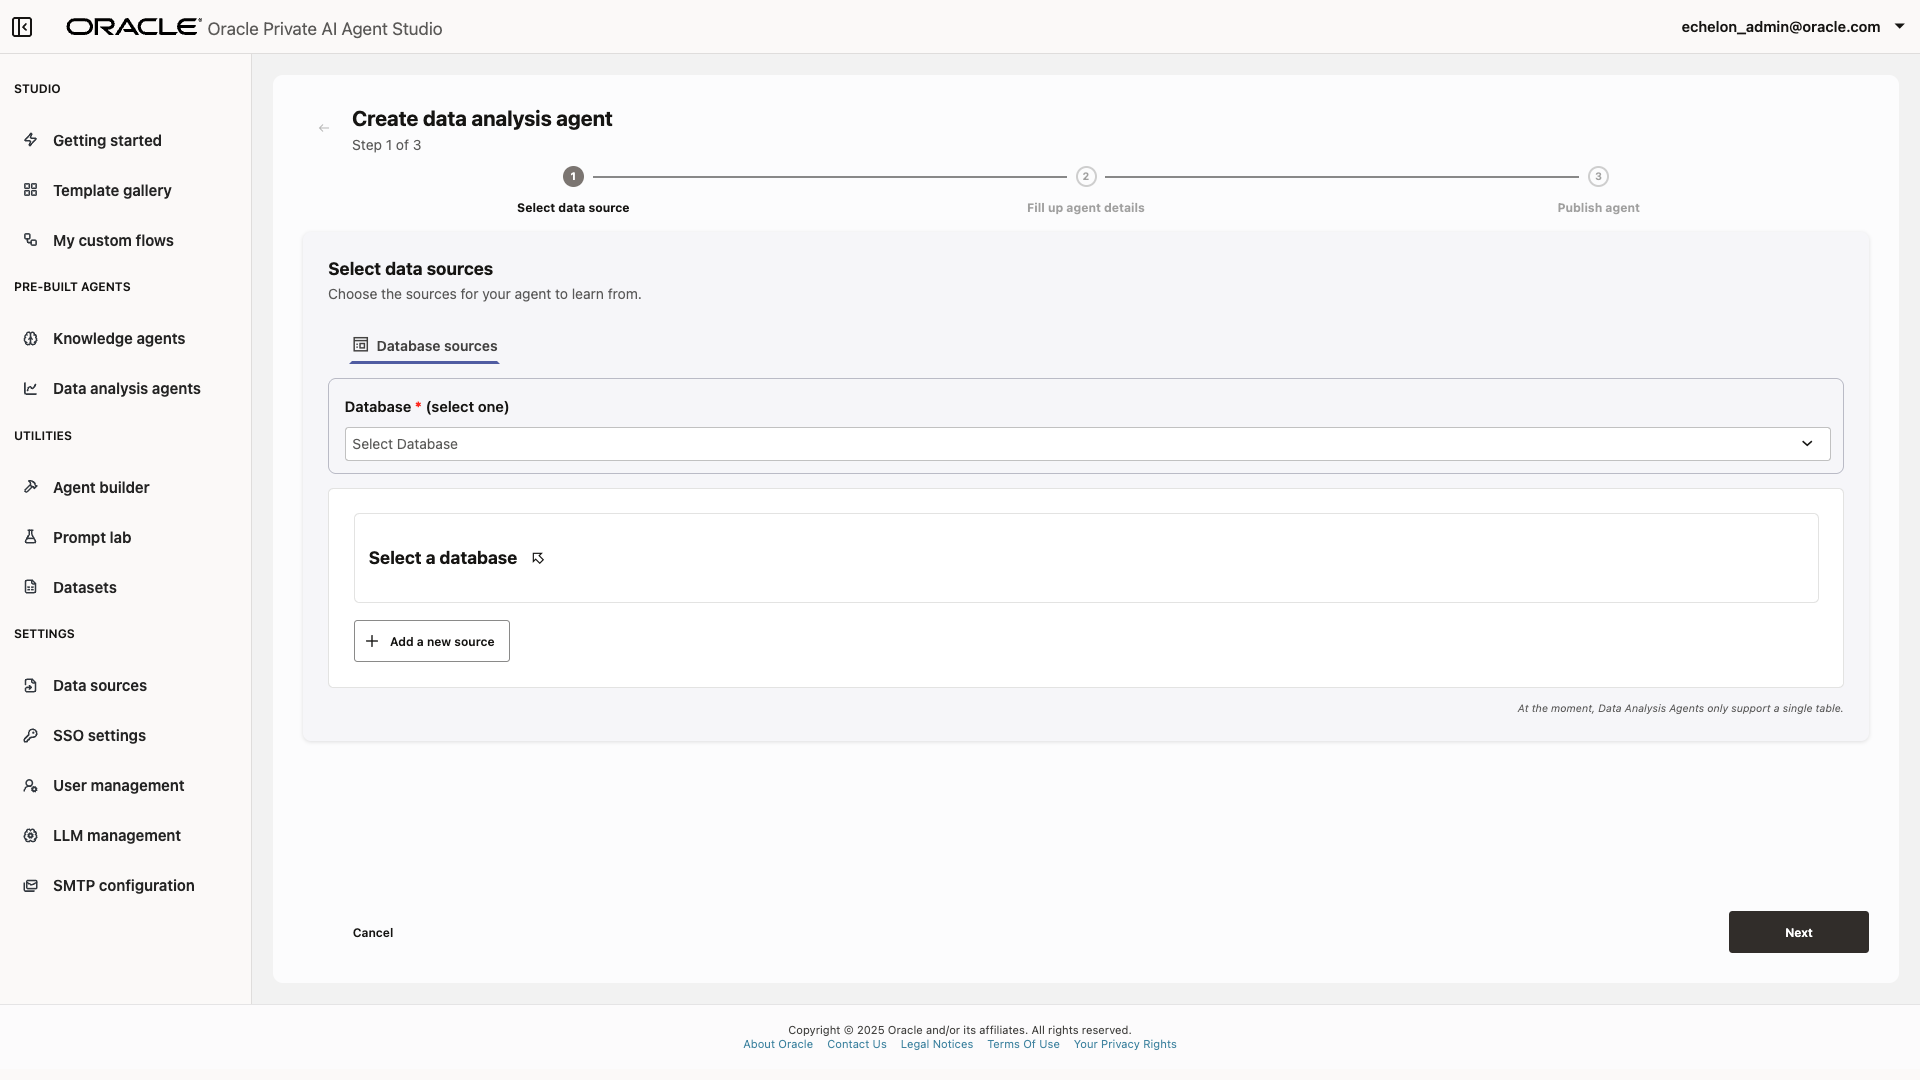 ORACLE Oracle Private AI Agent Studio
echelon_admin@oracle.com
STUDIO
Getting started
Template gallery
My custom flows
PRE-BUILT AGENTS
Knowledge agents
Data analysis agents
UTILITIES
Agent builder
Prompt lab
Datasets
SETTINGS
Data sources
SSO settings
User management
LLM management
SMTP configuration
Create data analysis agent
Step 1 of 3
1
2
3
Select data source
Fill up agent details
Publish agent
Select data sources
Choose the sources for your agent to learn from.
Database sources
Database * (select one)
Select Database
Select a database
Add a new source
At the moment, Data Analysis Agents only support a single table.
Cancel
Next
Copyright © 2025 Oracle and/or its affiliates. All rights reserved.
About Oracle Contact Us Legal Notices Terms Of Use Your Privacy Rights